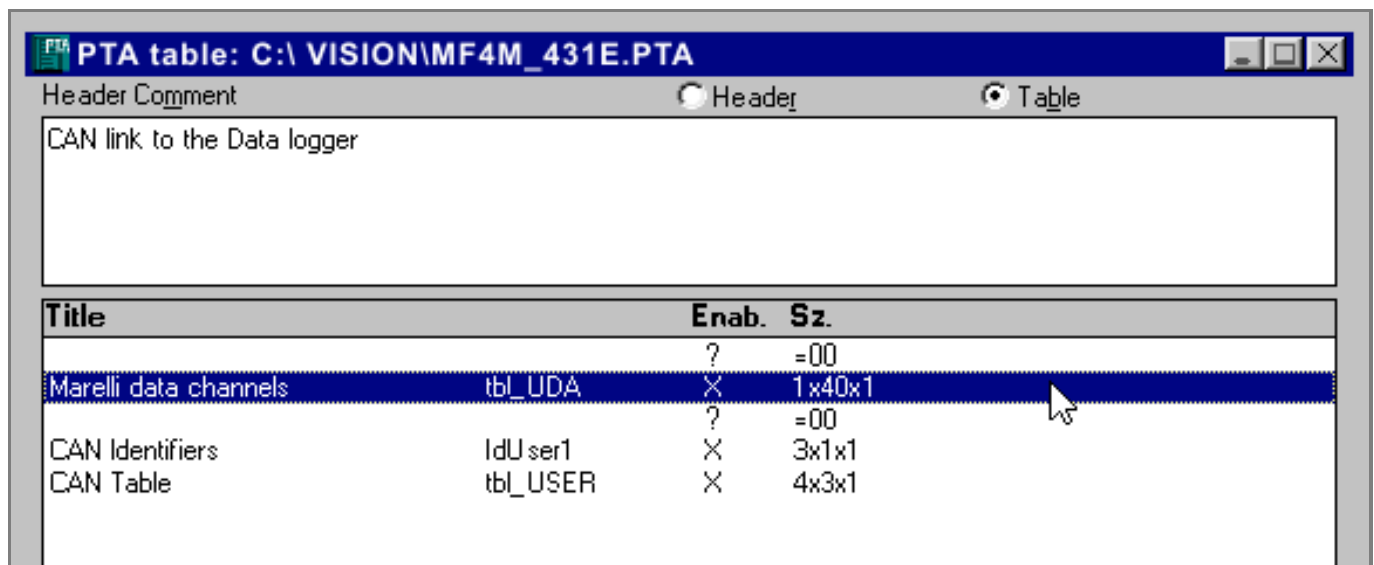 PTA PTA table: C:\ VISION\MF4M_431E.PTA
Header Comment Header Table
CAN link to the Data logger
Title Enab. Sz.
? =00
Marelli data channels tbl_UDA X 1x40x1
? =00
CAN Identifiers IdUser1 X 3x1x1
CAN Table tbl_USER X 4x3x1